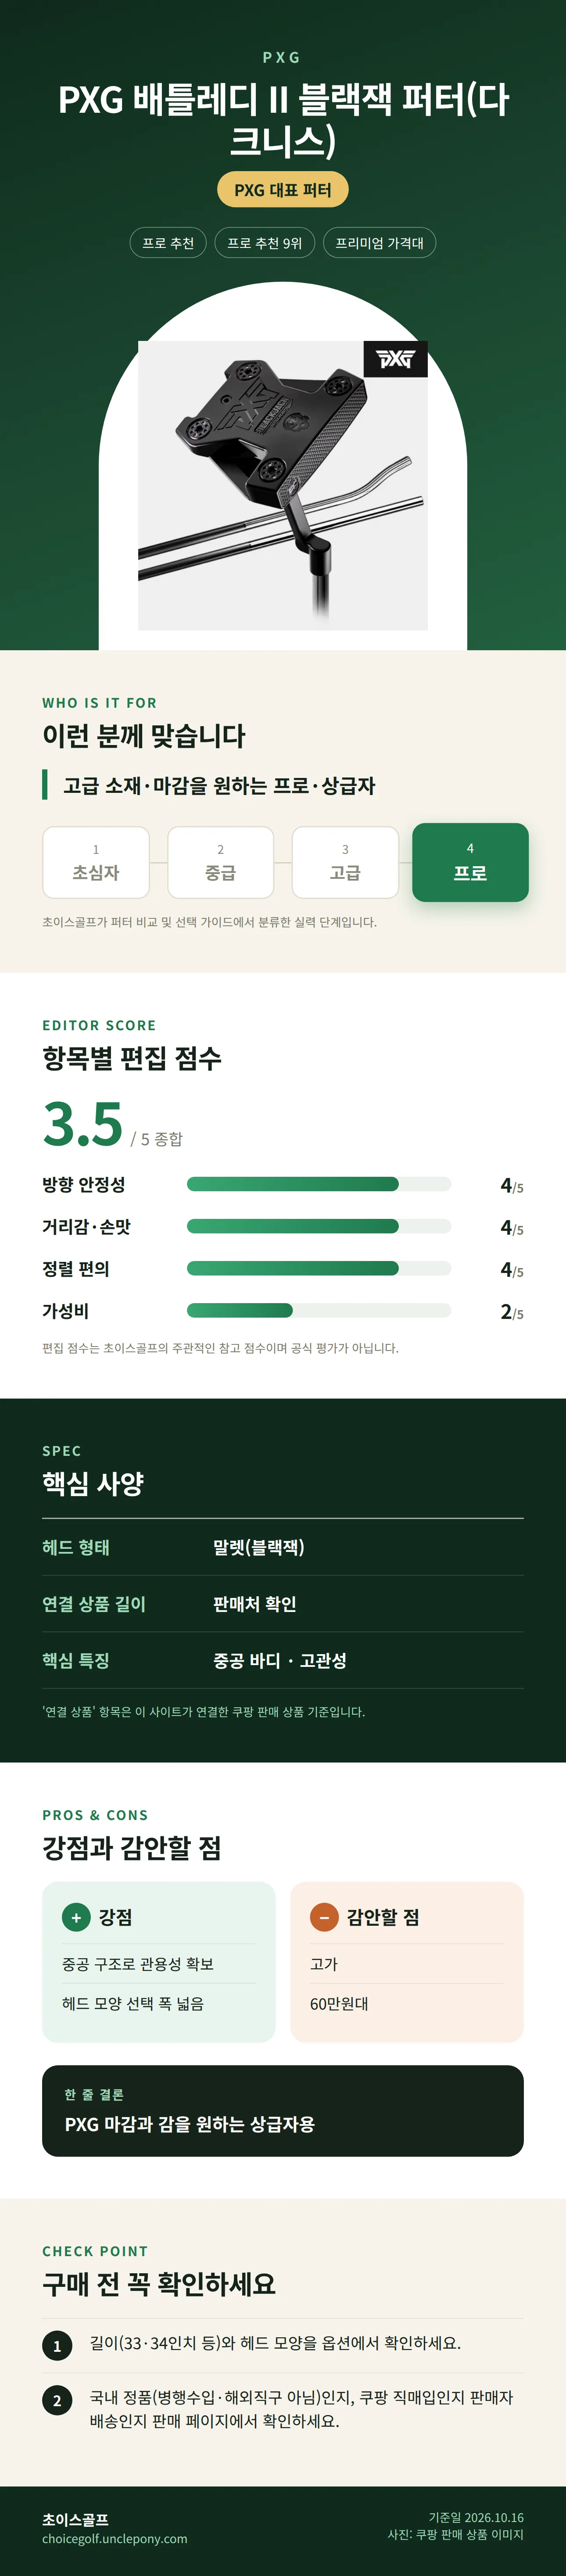 PXG
PXG 배틀레디 II 블랙잭 퍼터(다
크니스)
PXG 대표 퍼터
프로 추천
프로 추천 9위
프리미엄 가격대
PXG
BLACKJACK
WHO IS IT FOR
이런 분께 맞습니다
고급 소재·마감을 원하는 프로·상급자
1
초심자
2
중급
3
고급
4
프로
초이스골프가 퍼터 비교 및 선택 가이드에서 분류한 실력 단계입니다.
EDITOR SCORE
항목별 편집 점수
3.5 / 5 종합
방향 안정성 4/5
거리감·손맛 4/5
정렬 편의 4/5
가성비 2/5
편집 점수는 초이스골프의 주관적인 참고 점수이며 공식 평가가 아닙니다.
SPEC
핵심 사양
헤드 형태 말렛(블랙잭)
연결 상품 길이 판매처 확인
핵심 특징 중공 바디 · 고관성
'연결 상품' 항목은 이 사이트가 연결한 쿠팡 판매 상품 기준입니다.
PROS & CONS
강점과 감안할 점
+ 강점
중공 구조로 관용성 확보
헤드 모양 선택 폭 넓음
− 감안할 점
고가
60만원대
한 줄 결론
PXG 마감과 감을 원하는 상급자용
CHECK POINT
구매 전 꼭 확인하세요
1 길이(33·34인치 등)와 헤드 모양을 옵션에서 확인하세요.
2 국내 정품(병행수입·해외직구 아님)인지, 쿠팡 직매입인지 판매자
배송인지 판매 페이지에서 확인하세요.
초이스골프
choicegolf.unclepony.com
기준일 2026.10.16
사진: 쿠팡 판매 상품 이미지